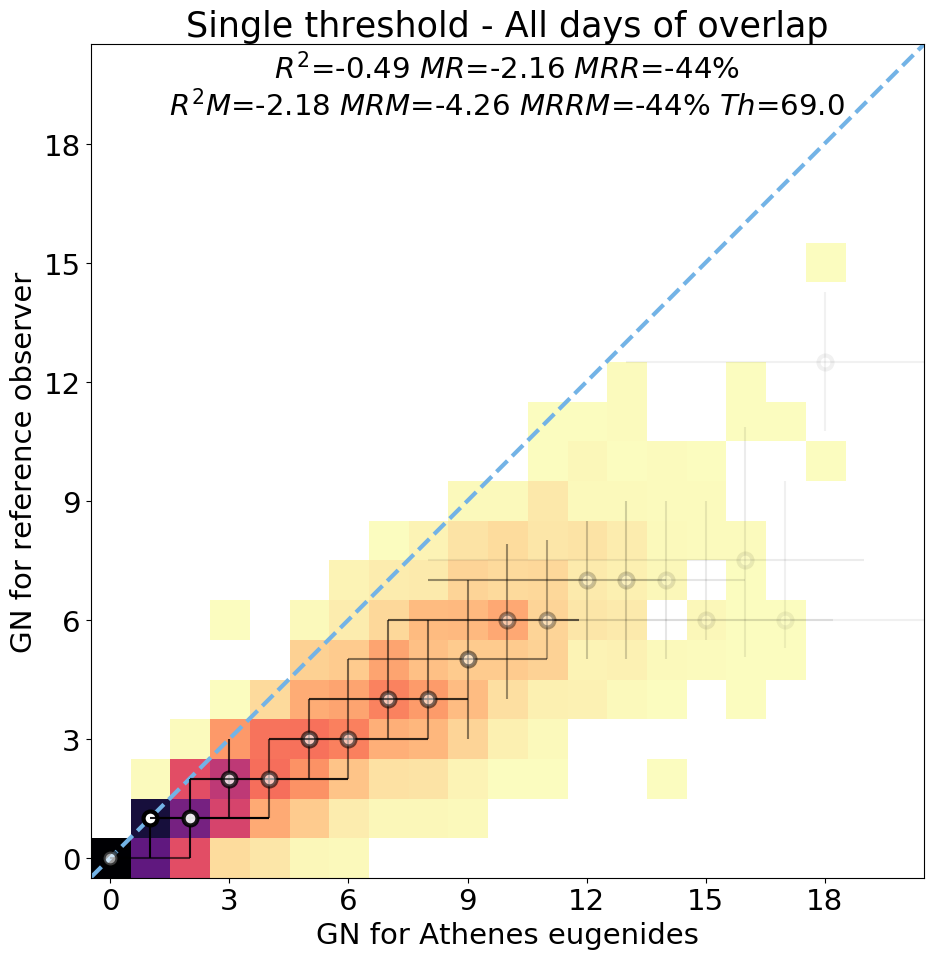 Single threshold - All days of overlap
R²=-0.49 MR=-2.16 MRR=-44%
R²M=-2.18 MRM=-4.26 MRRM=-44% Th=69.0
18
15
12
9
6
3
0
GN for reference observer
0 3 6 9 12 15 18
GN for Athenes eugenides